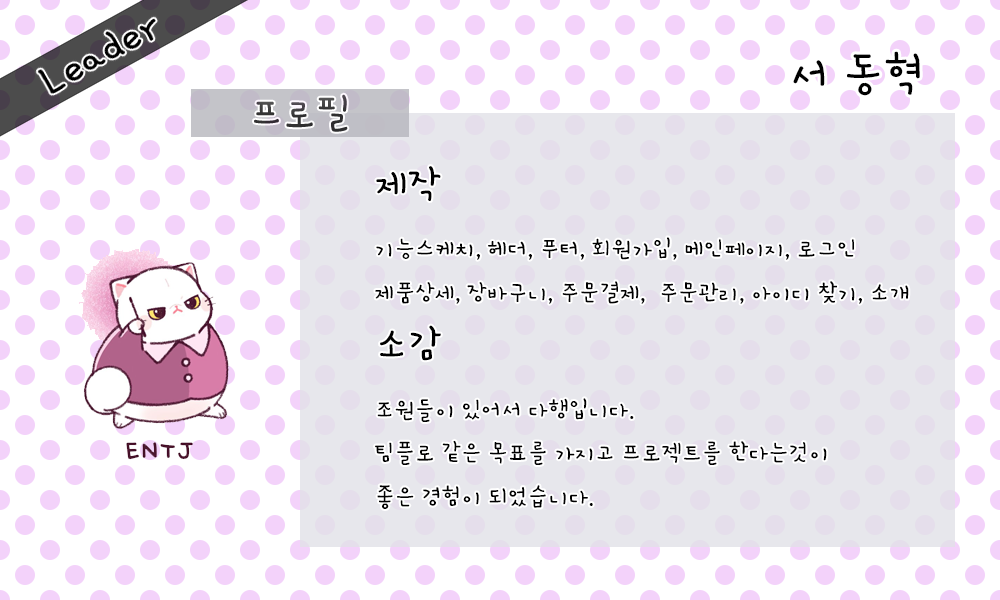 Leader
서 동혁
프로필
제작
기능스케치, 헤더, 푸터, 회원가입, 메인페이지, 로그인
제품상세, 장바구니, 주문결제, 주문관리, 아이디 찾기, 소개
소감
조원들이 있어서 다행입니다.
팀플로 같은 목표를 가지고 프로젝트를 한다는것이
좋은 경험이 되었습니다.
ENTJ